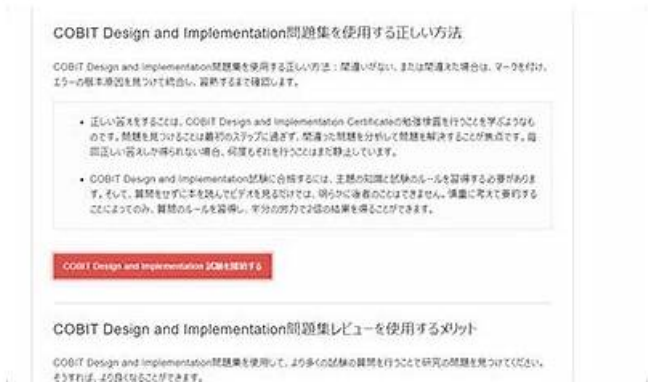 COBIT Design and Implementation問題集を使用する正しい方法
COBIT Design and Implementation問題集を使用する正しい方法：間違いがない、または間違えた場合は、マークを付け、
エラーの根本原因を見つけて統合し、習熟するまで確認します。
正しい答えをすることは、COBIT Design and Implementation Certificateの勉強検査を行うことを学ぶようなも
のです。問題を見つけることは最初のステップに過ぎず、間違った問題を分析して問題を解決することが焦点です。毎
回正しい答えしか得られない場合、何度もそれを行うことはまだ静止しています。
COBIT Design and Implementation試験に合格するには、主題の知識と試験のルールを習得する必要がありま
す。そして、質問をせずに本を読んでビデオを見るだけでは、明らかに後者のことはできません。慎重に考えて要約する
ことによってのみ、質問のルールを習得し、半分の労力で2倍の結果を得ることができます。
COBIT Design and Implementation 試験を開始する
COBIT Design and Implementation問題集レビューを使用するメリット
COBIT Design and Implementation問題集を使用して、より多くの試験の質問を行うことで研究の問題を見つけてください。
そうすれば、より良くなることができます。